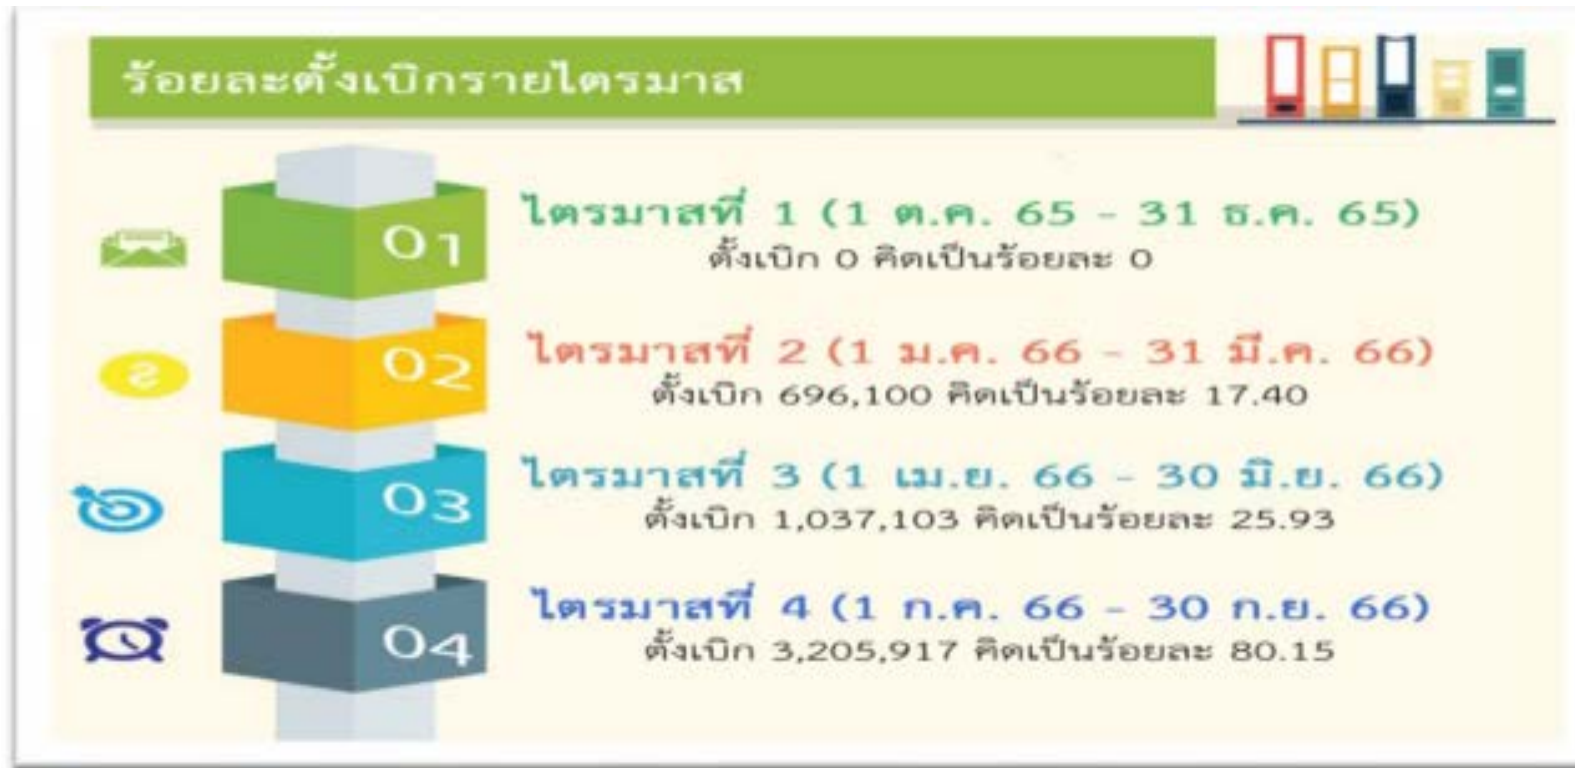 ร้อยละตั้งเบิกรายไตรมาส
01
ไตรมาสที่ 1 (1 ต.ค. 65 - 31 ธ.ค. 65)
ตั้งเบิก 0 คิดเป็นร้อยละ 0
02
ไตรมาสที่ 2 (1 ม.ค. 66 - 31 มี.ค. 66)
ตั้งเบิก 696,100 คิดเป็นร้อยละ 17.40
03
ไตรมาสที่ 3 (1 เม.ย. 66 - 30 มิ.ย. 66)
ตั้งเบิก 1,037,103 คิดเป็นร้อยละ 25.93
04
ไตรมาสที่ 4 (1 ก.ค. 66 - 30 ก.ย. 66)
ตั้งเบิก 3,205,917 คิดเป็นร้อยละ 80.15